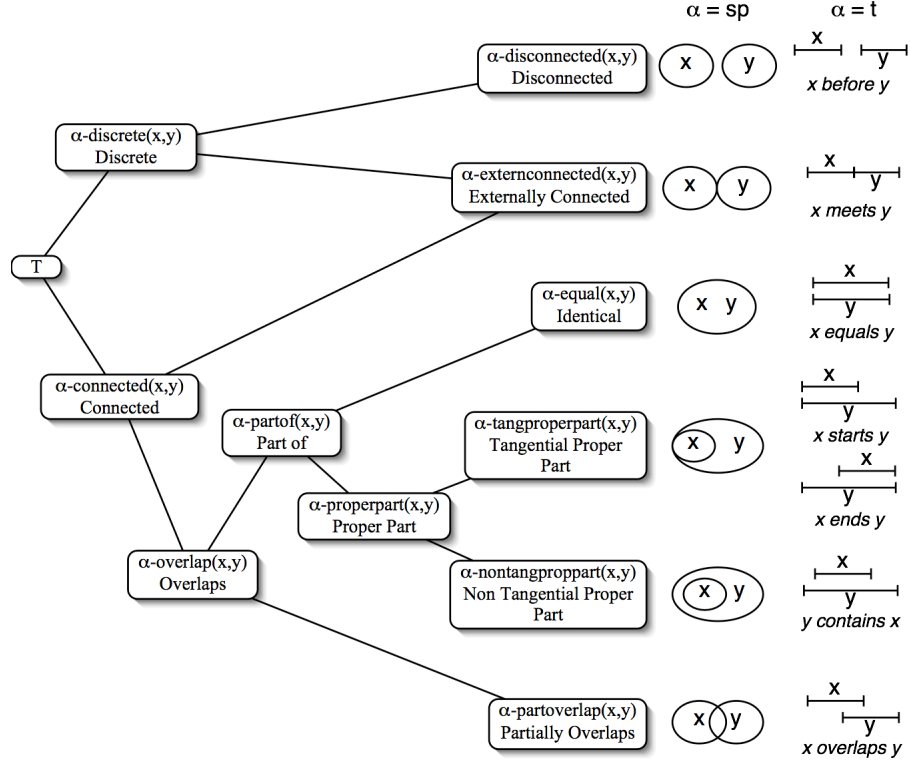 α = sp
α = t
α-disconnected(x,y)
Disconnected
x
y
x
y
x before y
α-discrete(x,y)
Discrete
α-externconnected(x,y)
Externally Connected
x
y
x
y
x meets y
T
α-equal(x,y)
Identical
x y
x
y
x equals y
α-connected(x,y)
Connected
α-partof(x,y)
Part of
α-tangproperpart(x,y)
Tangential Proper
Part
x
y
x
y
x starts y
x
y
x ends y
α-properpart(x,y)
Proper Part
α-overlap(x,y)
Overlaps
α-nontangproppart(x,y)
Non Tangential Proper
Part
x
y
x
y
y contains x
α-partoverlap(x,y)
Partially Overlaps
x
y
x
y
x overlaps y